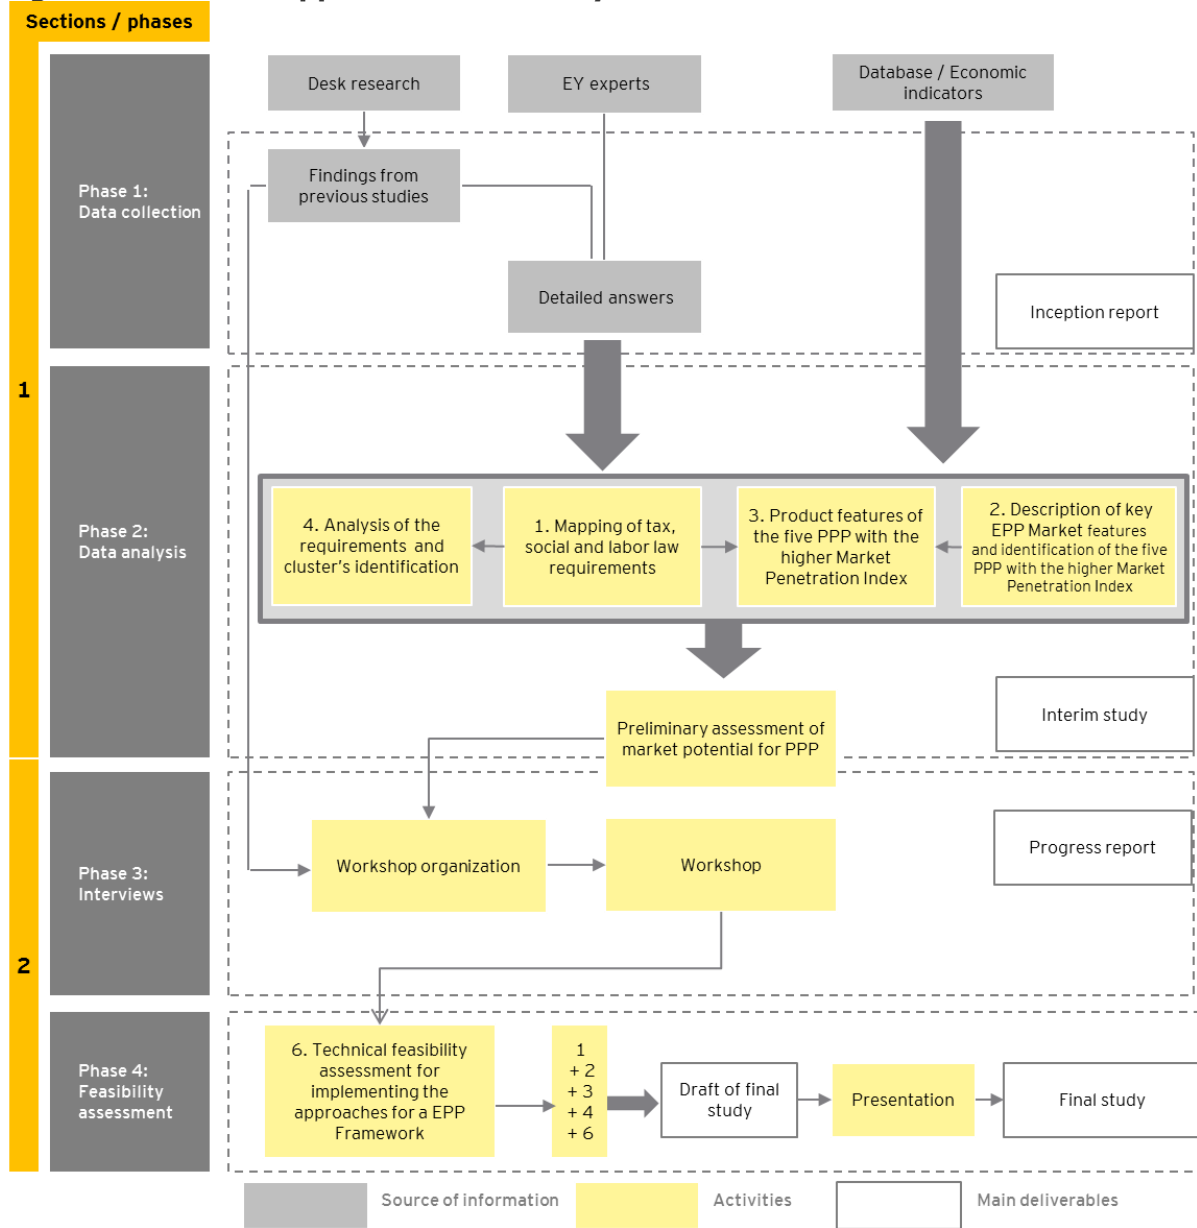 Sections / phases
Desk research
EY experts
Database / Economic
indicators
1
Phase 1:
Data collection
Findings from
previous studies
Detailed answers
Inception report
Phase 2:
Data analysis
4. Analysis of the
requirements and
cluster's identification
1. Mapping of tax,
social and labor law
requirements
3. Product features of
the five PPP with the
higher Market
Penetration Index
2. Description of key
EPP Market features
and identification of the five
PPP with the higher Market
Penetration Index
Preliminary assessment of
market potential for PPP
Interim study
2
Phase 3:
Interviews
Workshop organization
Workshop
Progress report
Phase 4:
Feasibility
assessment
6. Technical feasibility
assessment for
implementing the
approaches for a EPP
Framework
1
+ 2
+ 3
+ 4
+ 6
Draft of final
study
Presentation
Final study
Source of information
Activities
Main deliverables